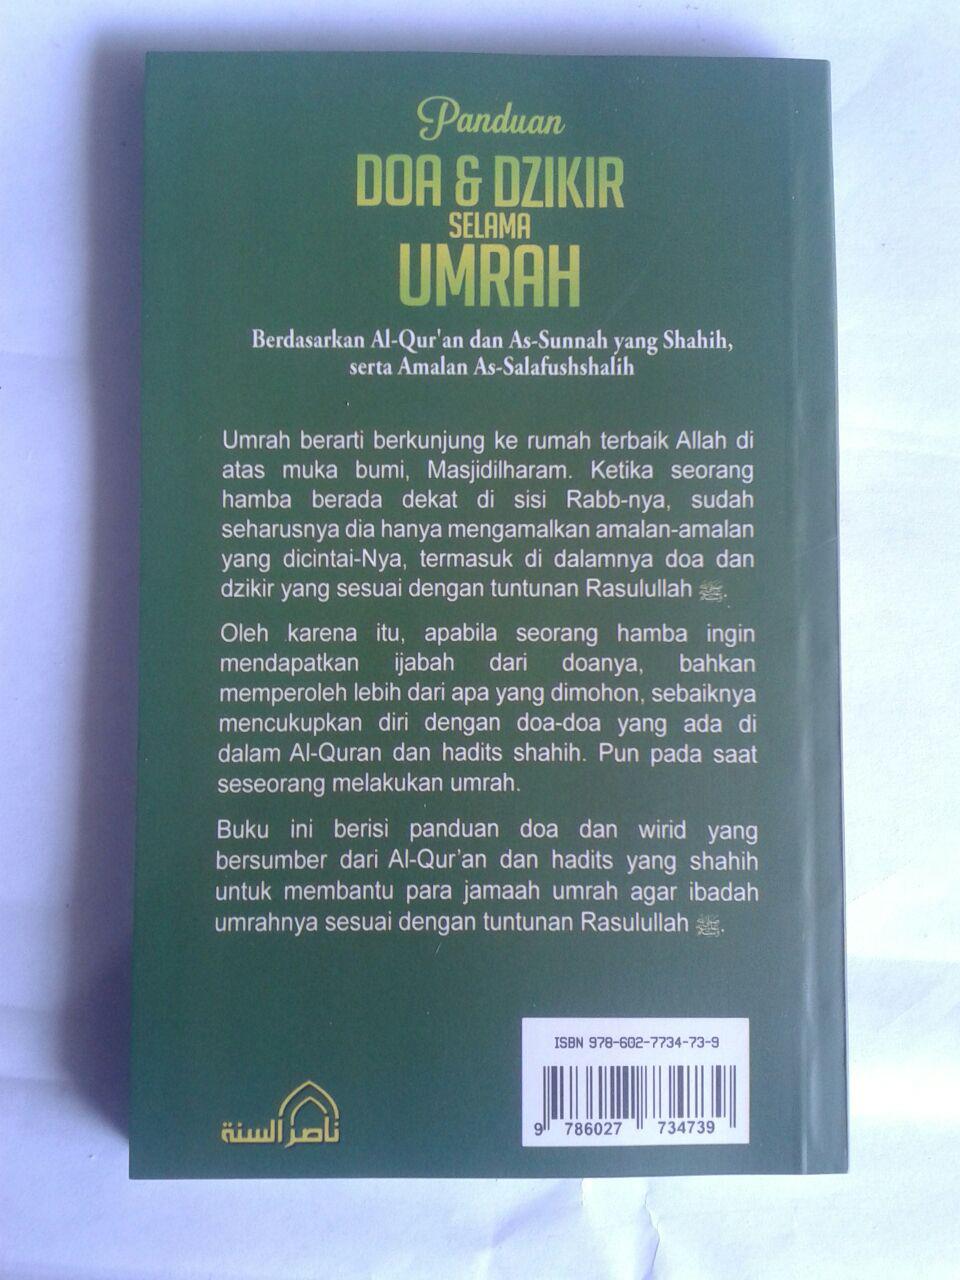 Panduan
DOA & DZIKIR
SELAMA
UMRAH
Berdasarkan Al-Qur'an dan As-Sunnah yang Shahih,
serta Amalan As-Salafushshalih
Umrah berarti berkunjung ke rumah terbaik Allah di
atas muka bumi, Masjidilharam. Ketika seorang
hamba berada dekat di sisi Rabb-nya, sudah
seharusnya dia hanya mengamalkan amalan-amalan
yang dicintai-Nya, termasuk di dalamnya doa dan
dzikir yang sesuai dengan tuntunan Rasulullah ﷺ.
Oleh karena itu, apabila seorang hamba ingin
mendapatkan ijabah dari doanya, bahkan
memperoleh lebih dari apa yang dimohon, sebaiknya
mencukupkan diri dengan doa-doa yang ada di
dalam Al-Quran dan hadits shahih. Pun pada saat
seseorang melakukan umrah.
Buku ini berisi panduan doa dan wirid yang
bersumber dari Al-Qur’an dan hadits yang shahih
untuk membantu para jamaah umrah agar ibadah
umrahnya sesuai dengan tuntunan Rasulullah ﷺ.
ناصر السنة
ISBN 978-602-7734-73-9
9 786027 734739